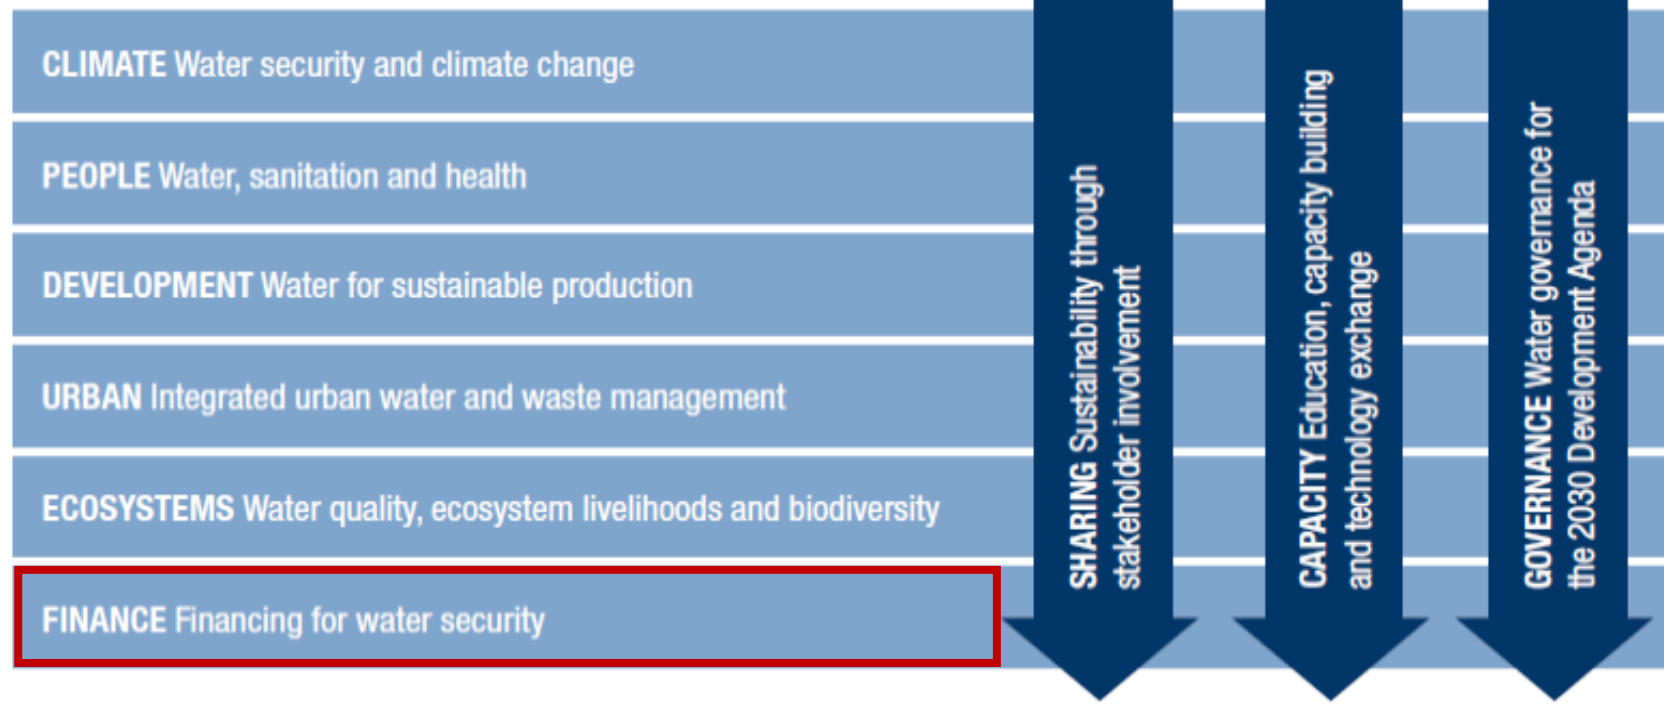 CLIMATE Water security and climate change
PEOPLE Water, sanitation and health
DEVELOPMENT Water for sustainable production
URBAN Integrated urban water and waste management
ECOSYSTEMS Water quality, ecosystem livelihoods and biodiversity
FINANCE Financing for water security
SHARING Sustainability through
stakeholder involvement
CAPACITY Education, capacity building
and technology exchange
GOVERNANCE Water governance for
the 2030 Development Agenda